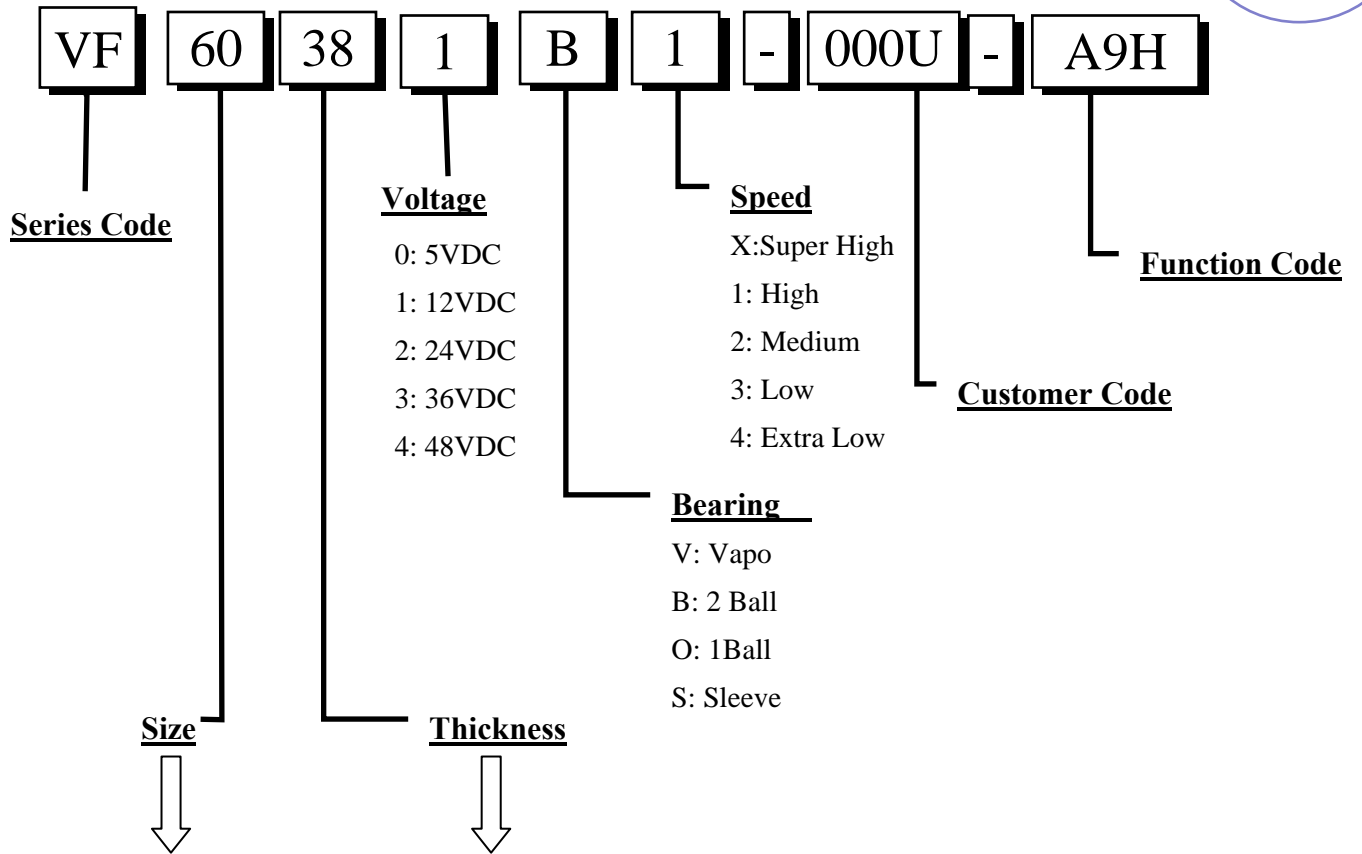 VF 60 38 1 B 1 - 000U - A9H
Series Code
Voltage
0: 5VDC
1: 12VDC
2: 24VDC
3: 36VDC
4: 48VDC
Speed
X:Super High
1: High
2: Medium
3: Low
4: Extra Low
Function Code
Customer Code
Bearing
V: Vapo
B: 2 Ball
O: 1Ball
S: Sleeve
Size
Thickness